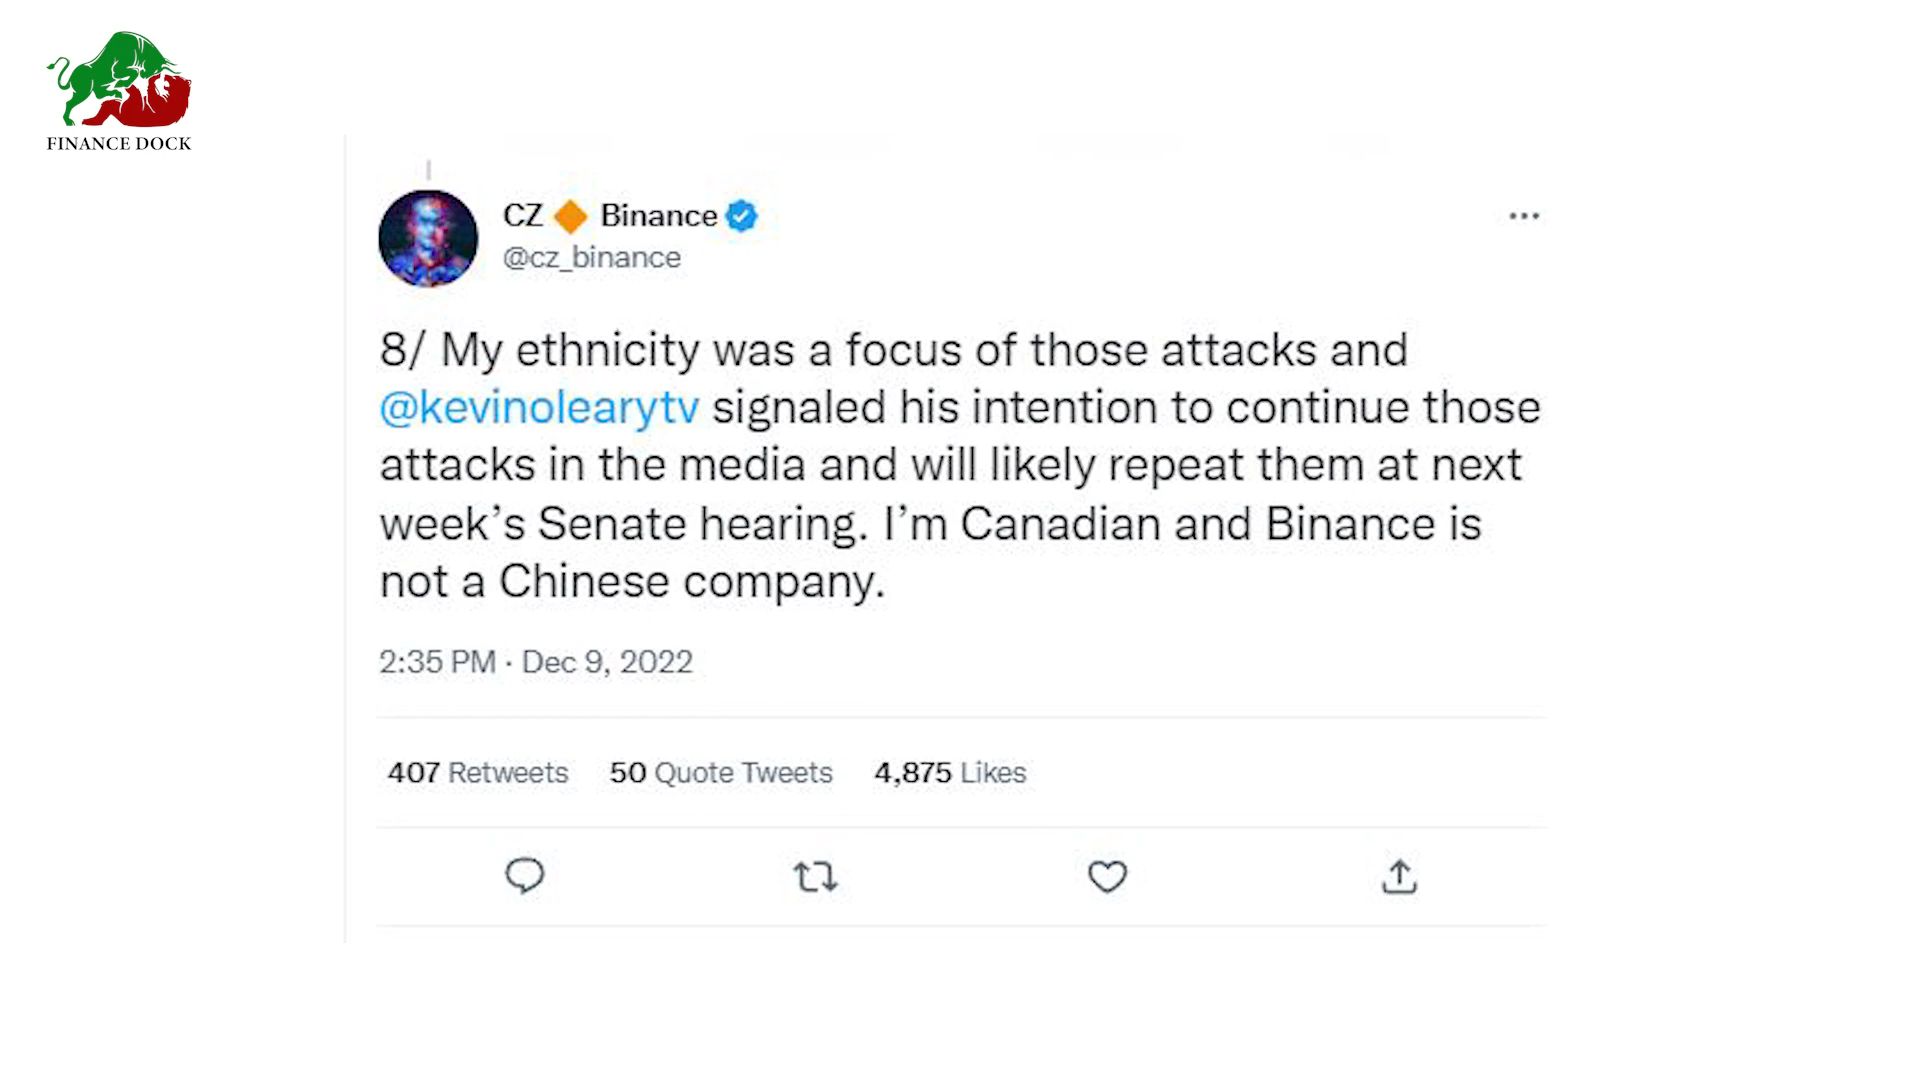 FINANCE DOCK
CZ 🔶 Binance
@cz_binance
8/ My ethnicity was a focus of those attacks and
@kevinolearytv signaled his intention to continue those
attacks in the media and will likely repeat them at next
week’s Senate hearing. I’m Canadian and Binance is
not a Chinese company.
2:35 PM · Dec 9, 2022
407 Retweets 50 Quote Tweets 4,875 Likes